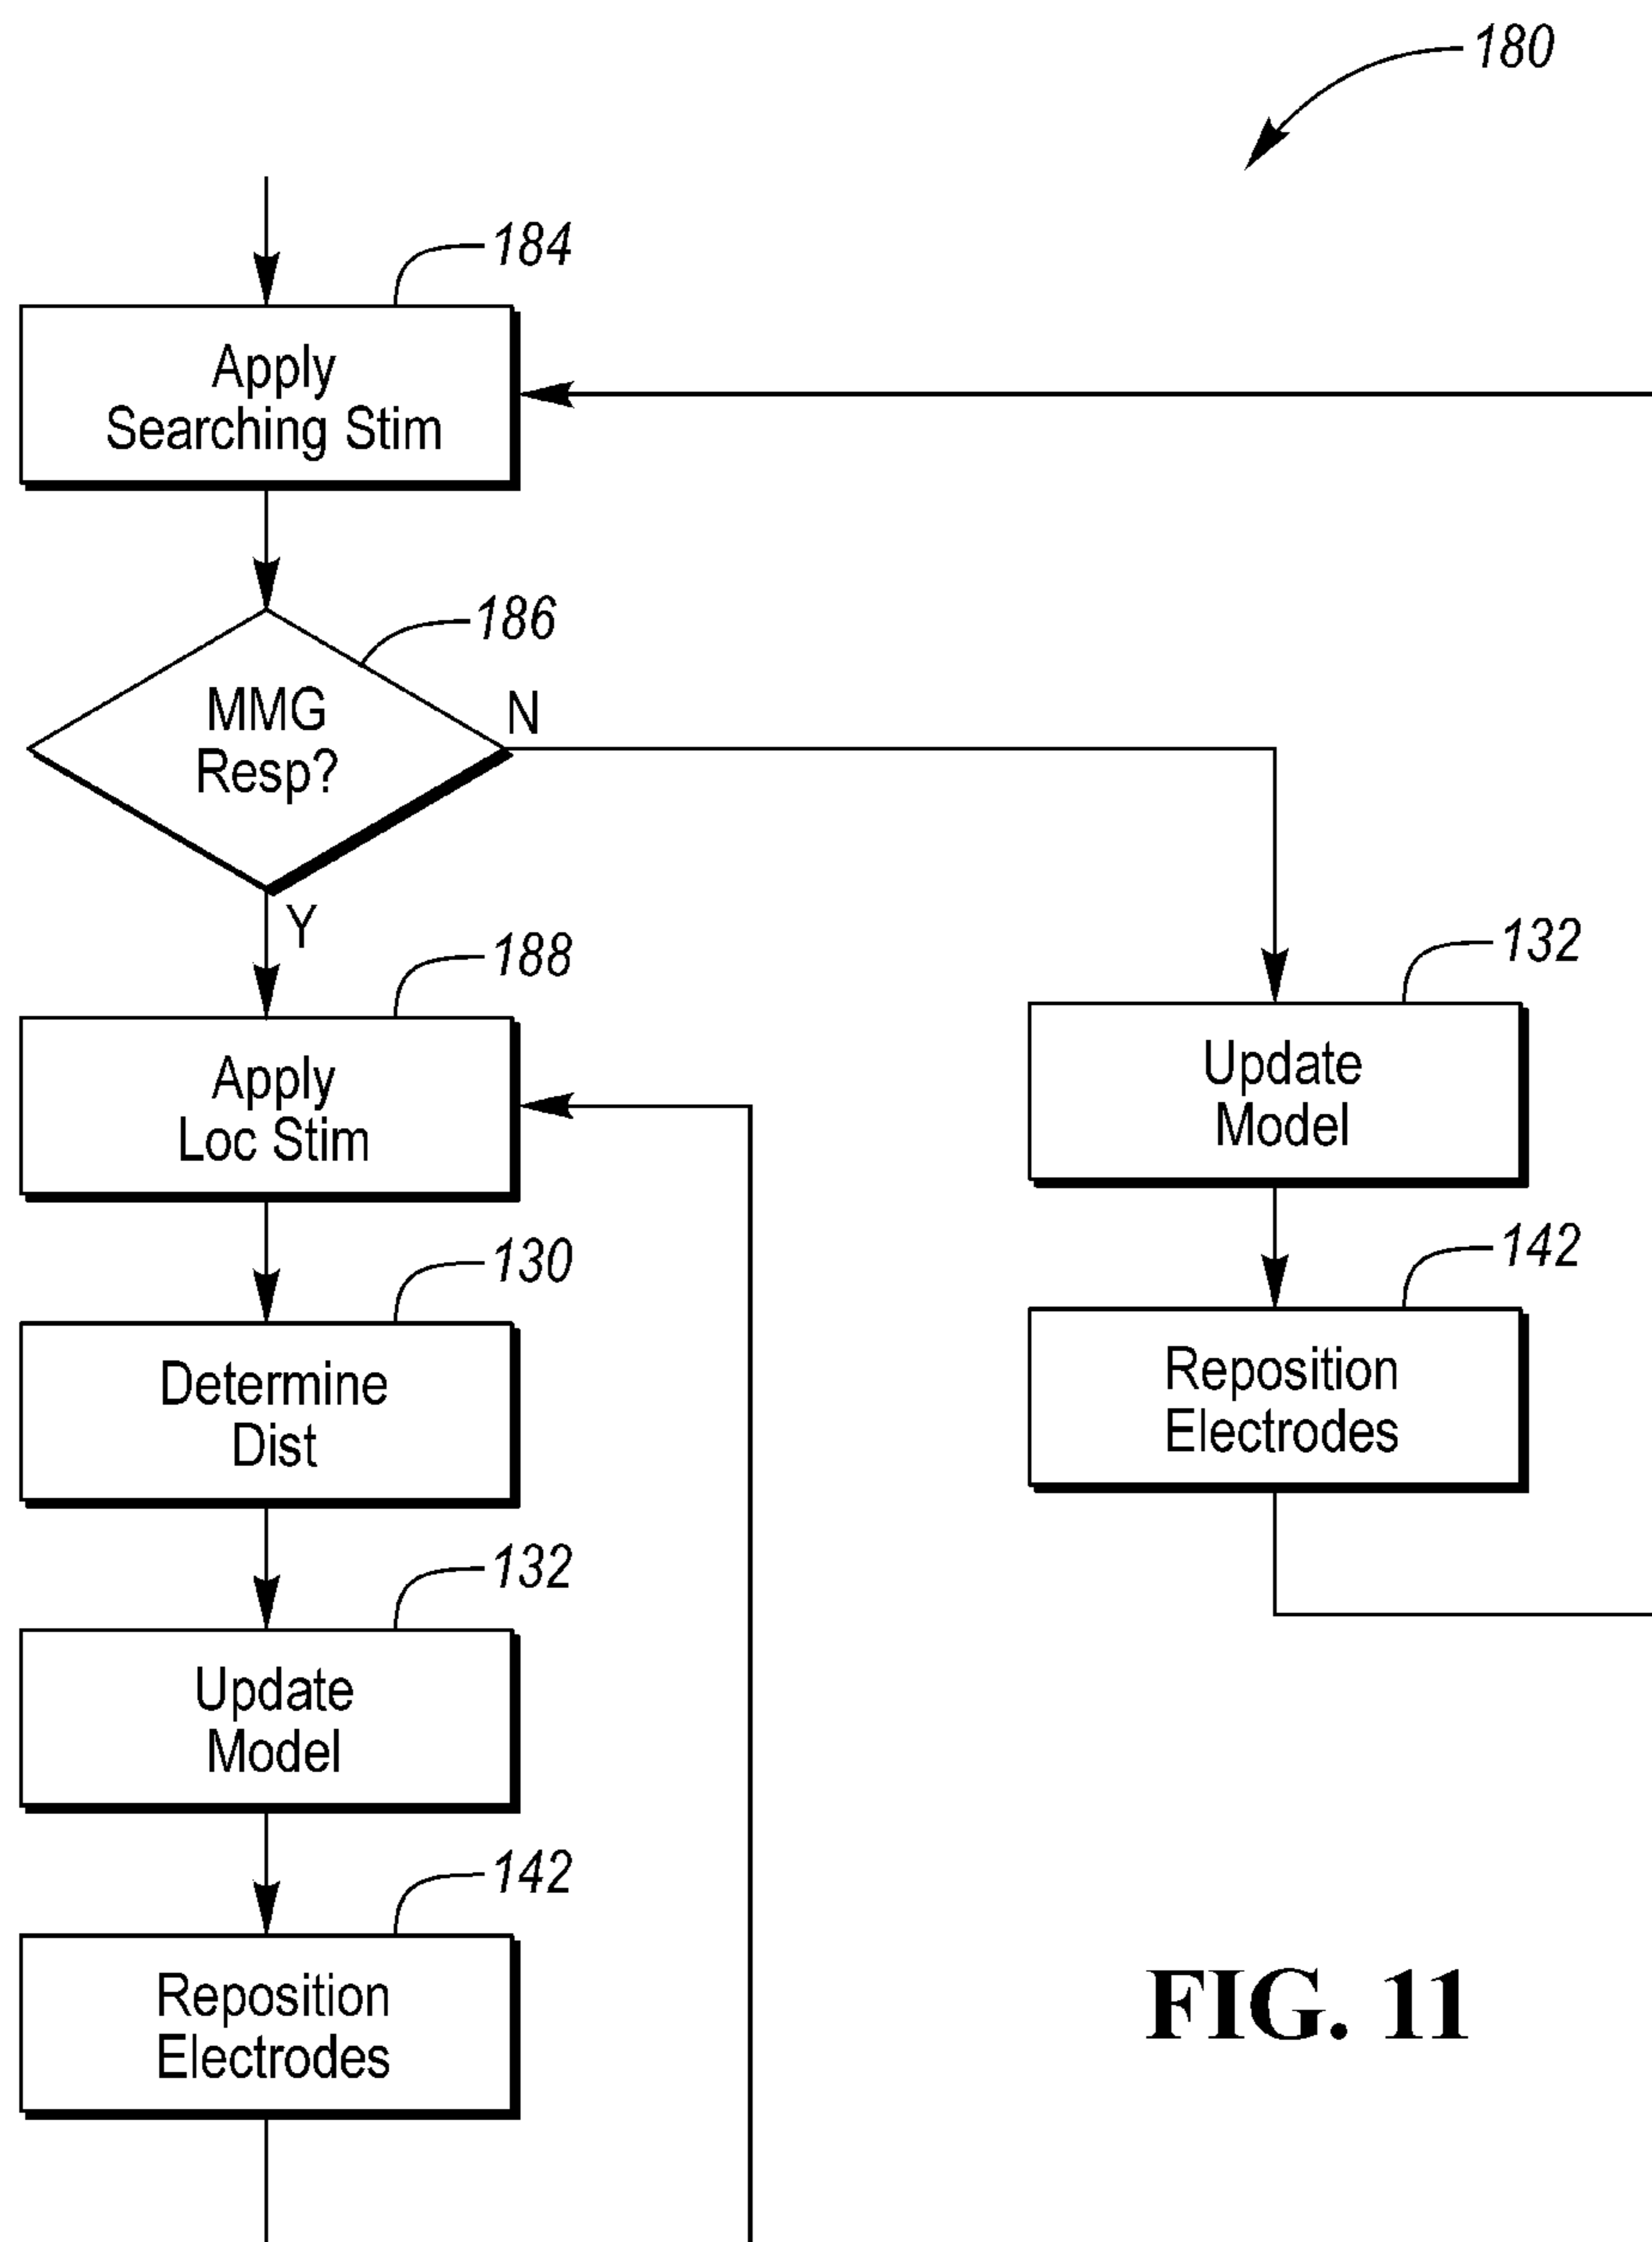 180
184
Apply
Searching Stim
186
MMG
Resp?
N
Y
188
Apply
Loc Stim
132
Update
Model
130
Determine
Dist
142
Reposition
Electrodes
132
Update
Model
142
Reposition
Electrodes
FIG. 11